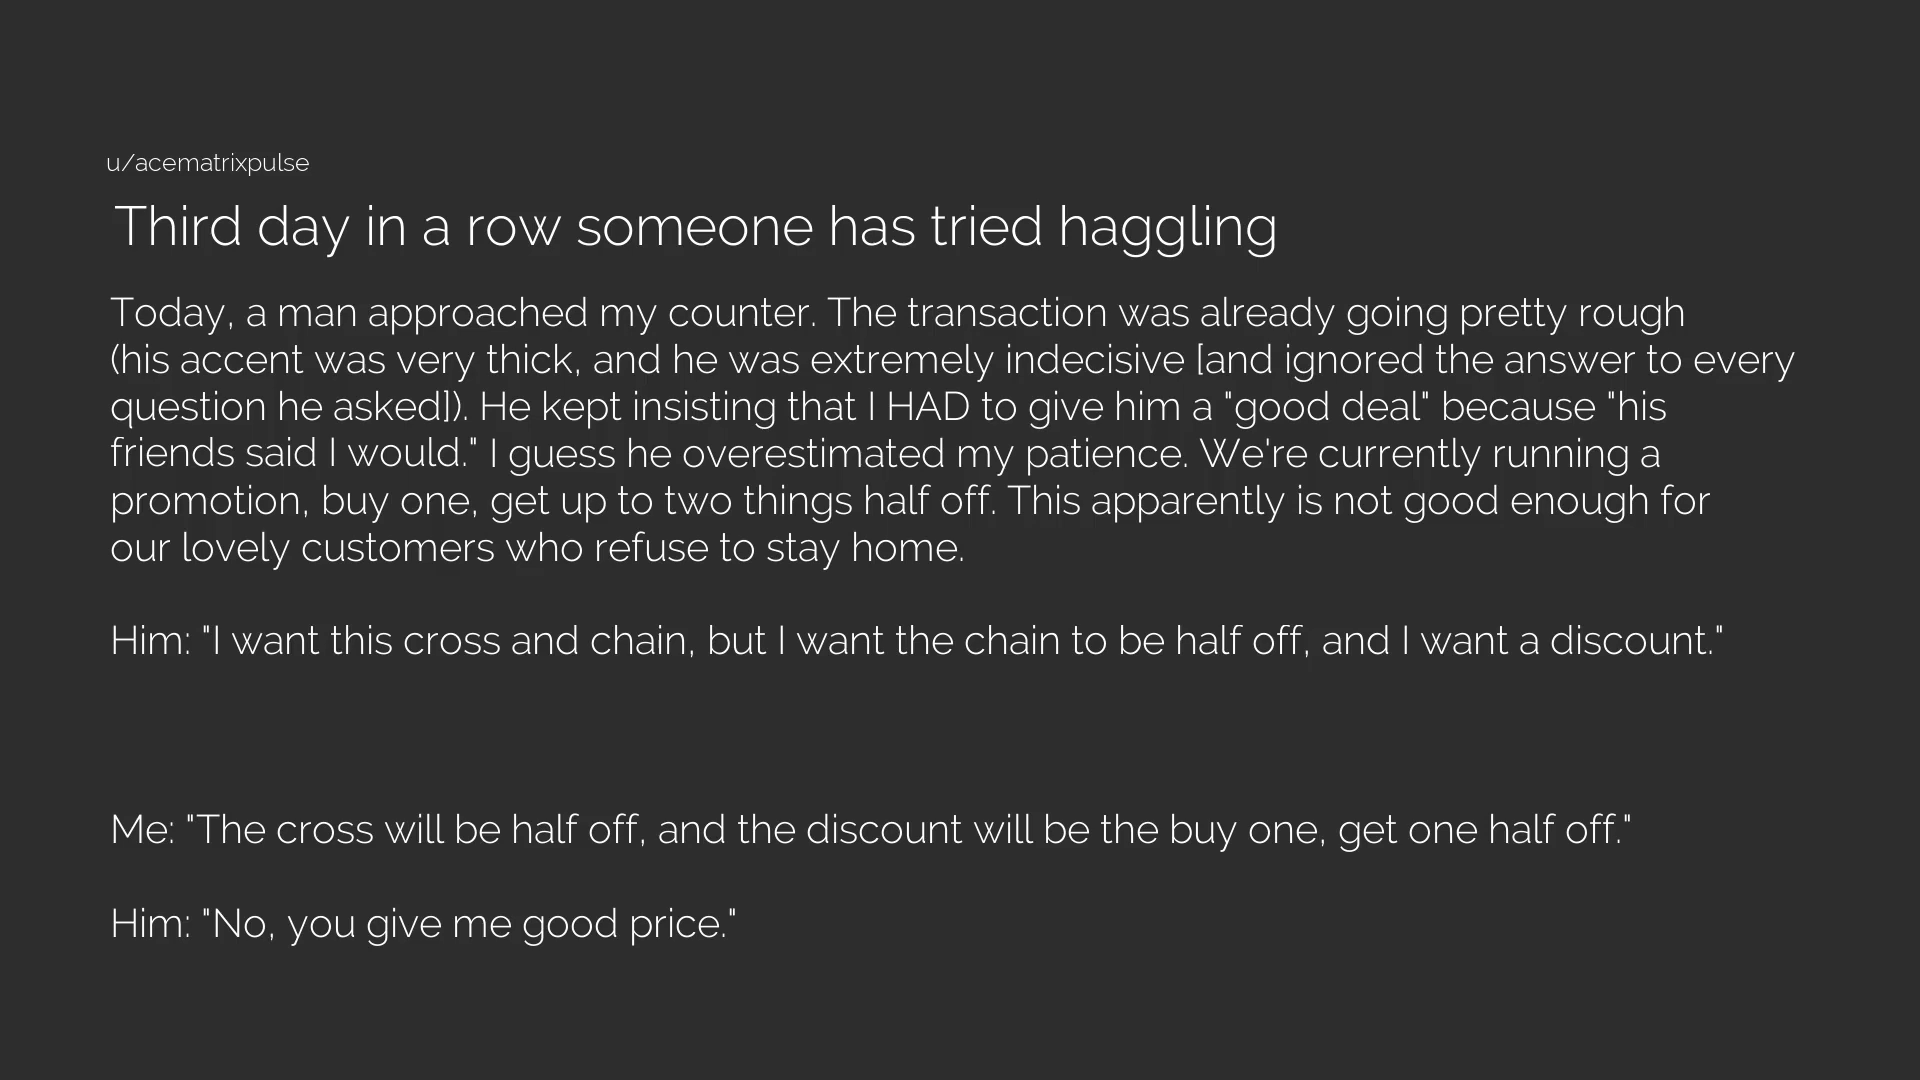 u/acematrixpulse
Third day in a row someone has tried haggling
Today, a man approached my counter. The transaction was already going pretty rough
(his accent was very thick, and he was extremely indecisive [and ignored the answer to every
question he asked]). He kept insisting that I HAD to give him a "good deal" because "his
friends said I would." I guess he overestimated my patience. We're currently running a
promotion, buy one, get up to two things half off. This apparently is not good enough for
our lovely customers who refuse to stay home.
Him: "I want this cross and chain, but I want the chain to be half off, and I want a discount."
Me: "The cross will be half off, and the discount will be the buy one, get one half off."
Him: "No, you give me good price."